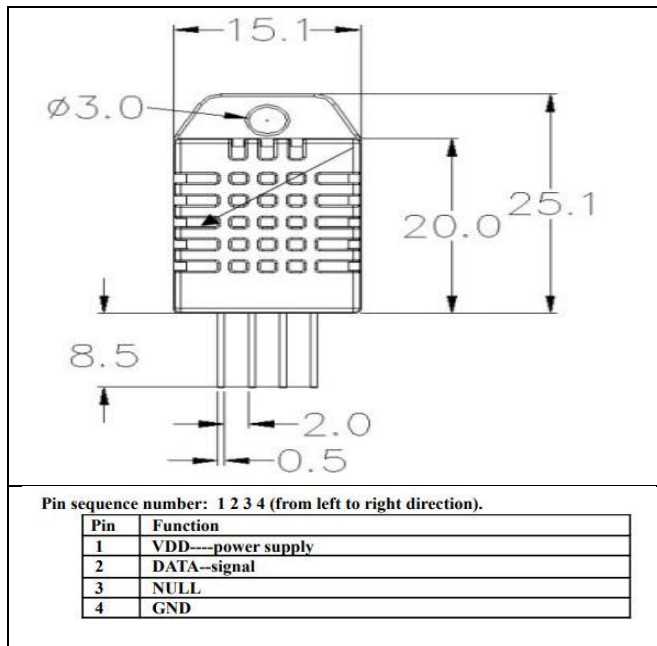 15.1
ø3.0
20.0
25.1
8.5
2.0
0.5
Pin sequence number: 1 2 3 4 (from left to right direction).
Pin Function
1 VDD----power supply
2 DATA--signal
3 NULL
4 GND